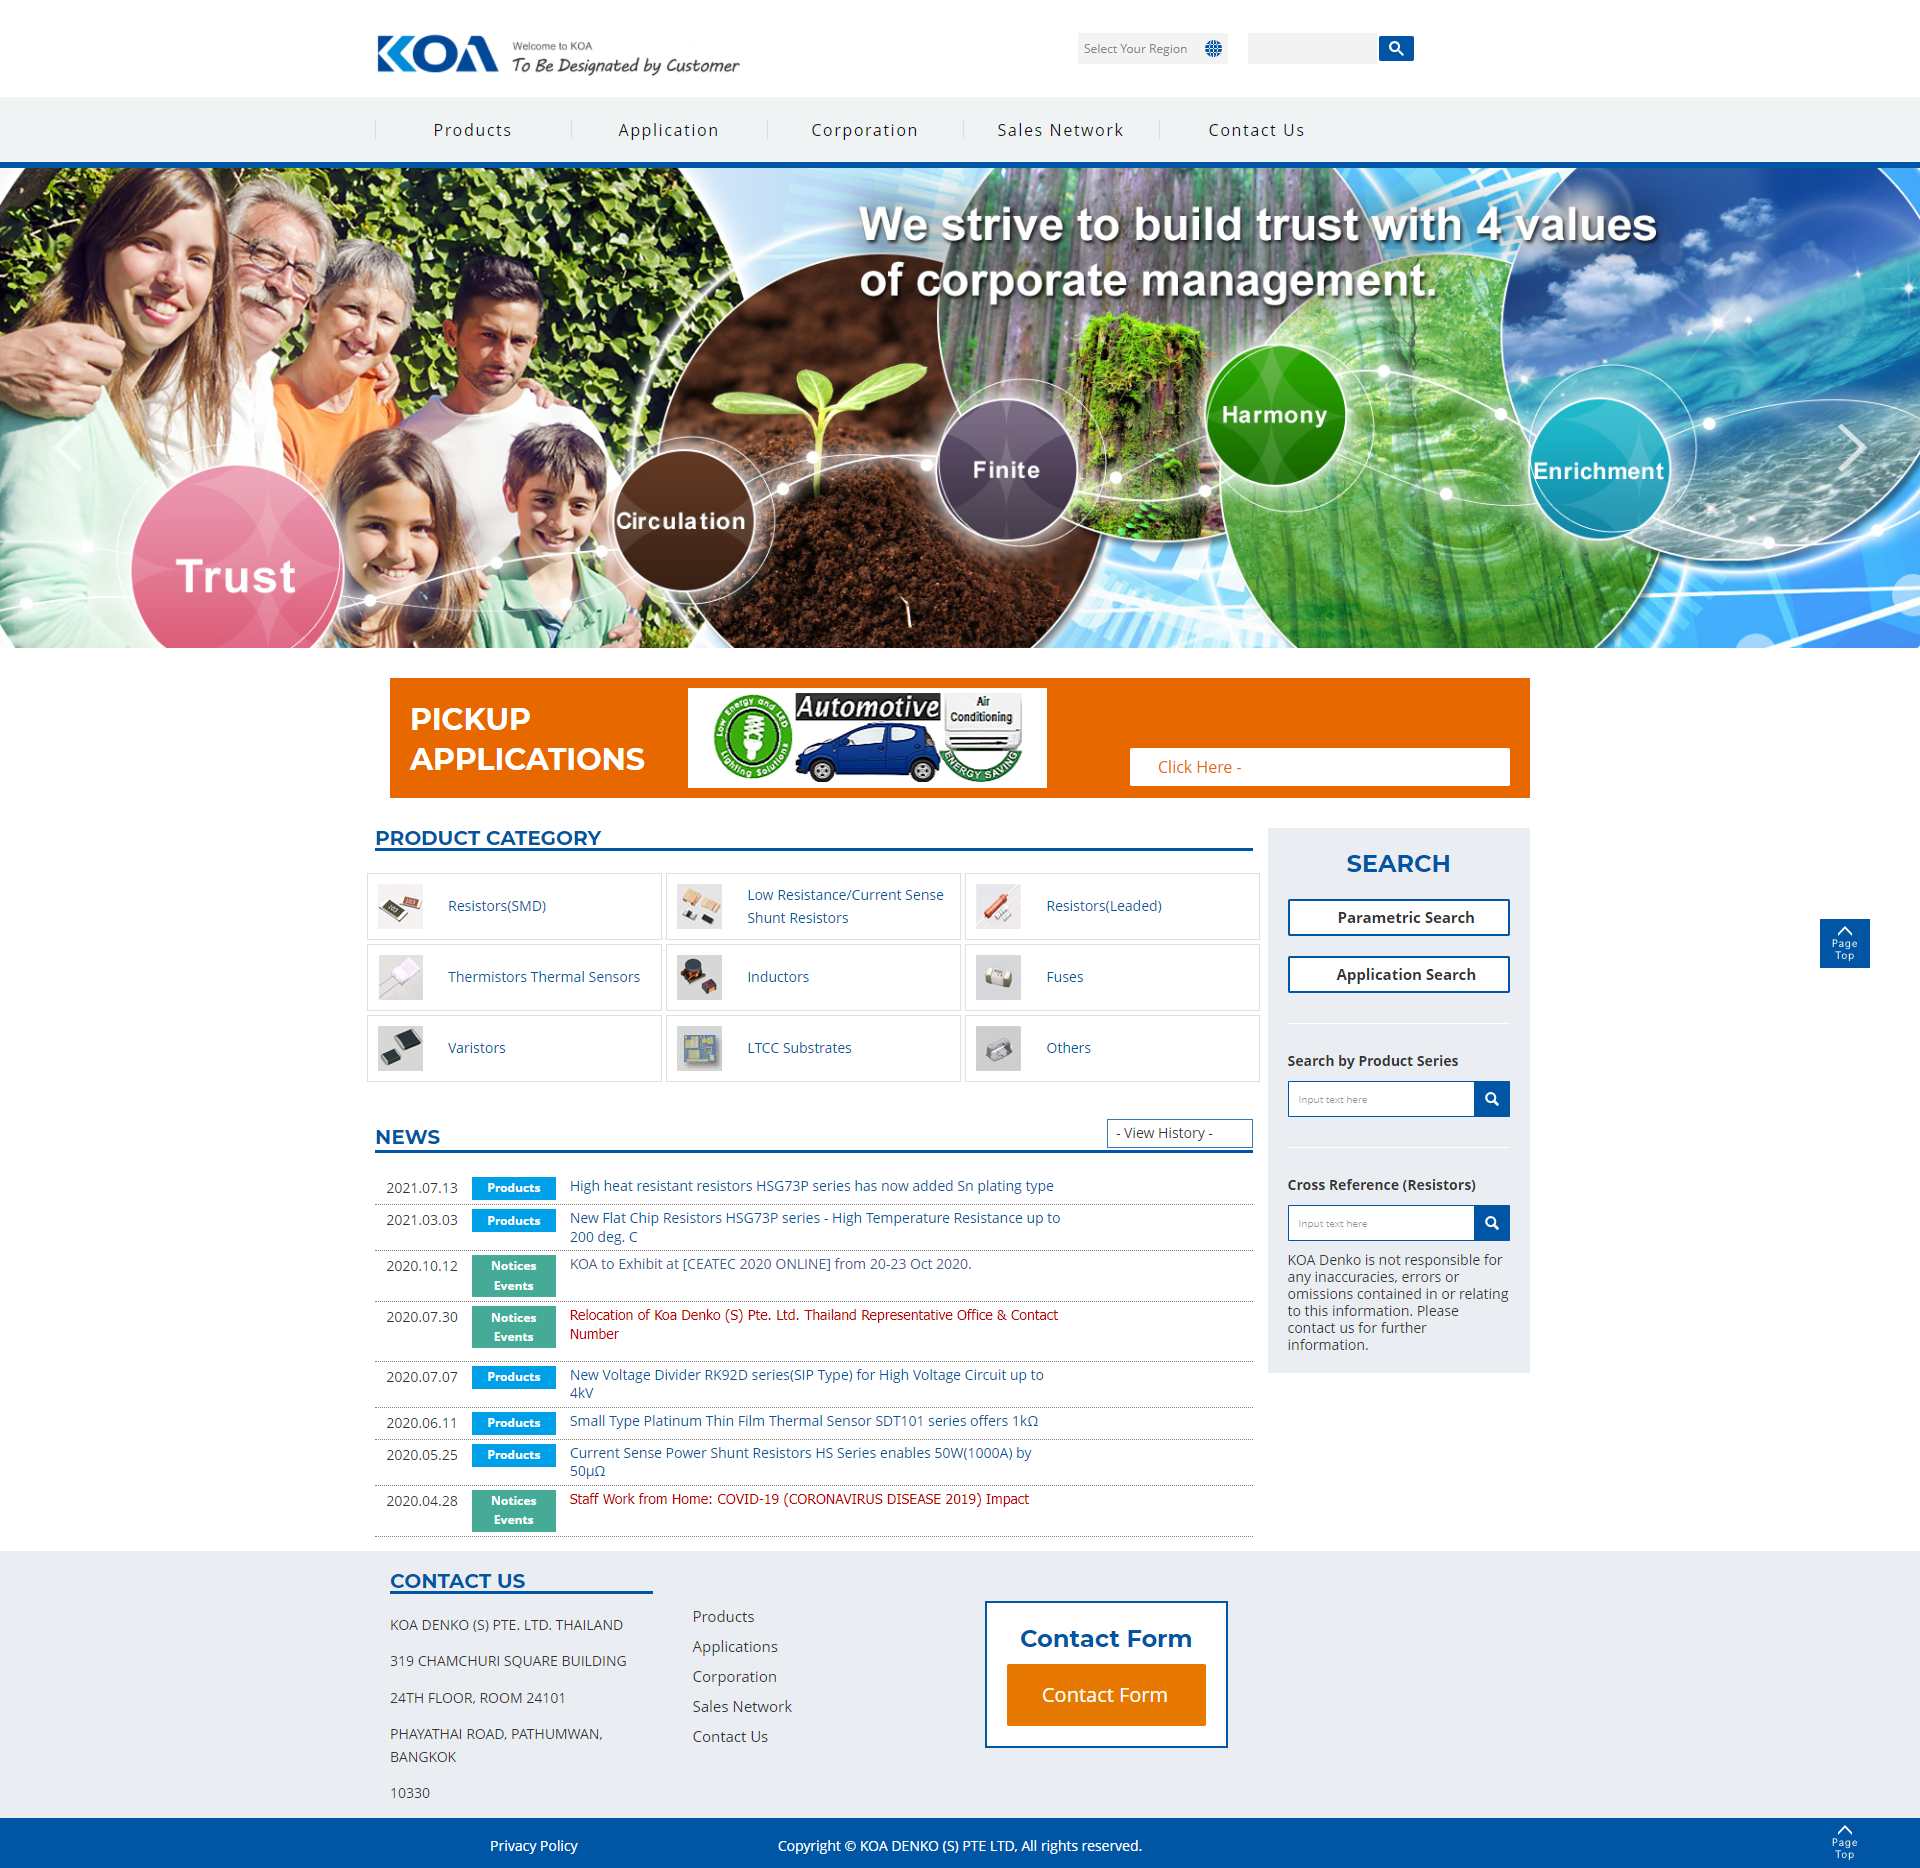 KOA
Welcome to KOA
To Be Designated by Customer
Select Your Region
Products
Application
Corporation
Sales Network
Contact Us
We strive to build trust with 4 values
of corporate management.
Trust
Circulation
Finite
Harmony
Enrichment
PICKUP
APPLICATIONS
Low Energy and LED
Lighting Solutions
Automotive
Air
Conditioning
ENERGY SAVING
Click Here -
PRODUCT CATEGORY
Resistors(SMD)
Low Resistance/Current Sense
Shunt Resistors
Resistors(Leaded)
Thermistors Thermal Sensors
Inductors
Fuses
Varistors
LTCC Substrates
Others
SEARCH
Parametric Search
Application Search
Search by Product Series
Input text here
Cross Reference (Resistors)
Input text here
KOA Denko is not responsible for
any inaccuracies, errors or
omissions contained in or relating
to this information. Please
contact us for further
information.
Page
Top
NEWS
- View History -
2021.07.13 Products High heat resistant resistors HSG73P series has now added Sn plating type
2021.03.03 Products New Flat Chip Resistors HSG73P series - High Temperature Resistance up to
200 deg. C
2020.10.12 Notices Events KOA to Exhibit at [CEATEC 2020 ONLINE] from 20-23 Oct 2020.
2020.07.30 Notices Events Relocation of Koa Denko (S) Pte. Ltd. Thailand Representative Office & Contact
Number
2020.07.07 Products New Voltage Divider RK92D series(SIP Type) for High Voltage Circuit up to
4kV
2020.06.11 Products Small Type Platinum Thin Film Thermal Sensor SDT101 series offers 1kΩ
2020.05.25 Products Current Sense Power Shunt Resistors HS Series enables 50W(1000A) by
50μΩ
2020.04.28 Notices Events Staff Work from Home: COVID-19 (CORONAVIRUS DISEASE 2019) Impact
CONTACT US
KOA DENKO (S) PTE. LTD. THAILAND
319 CHAMCHURI SQUARE BUILDING
24TH FLOOR, ROOM 24101
PHAYATHAI ROAD, PATHUMWAN,
BANGKOK
10330
Products
Applications
Corporation
Sales Network
Contact Us
Contact Form
Contact Form
Privacy Policy
Copyright © KOA DENKO (S) PTE LTD, All rights reserved.
Page
Top